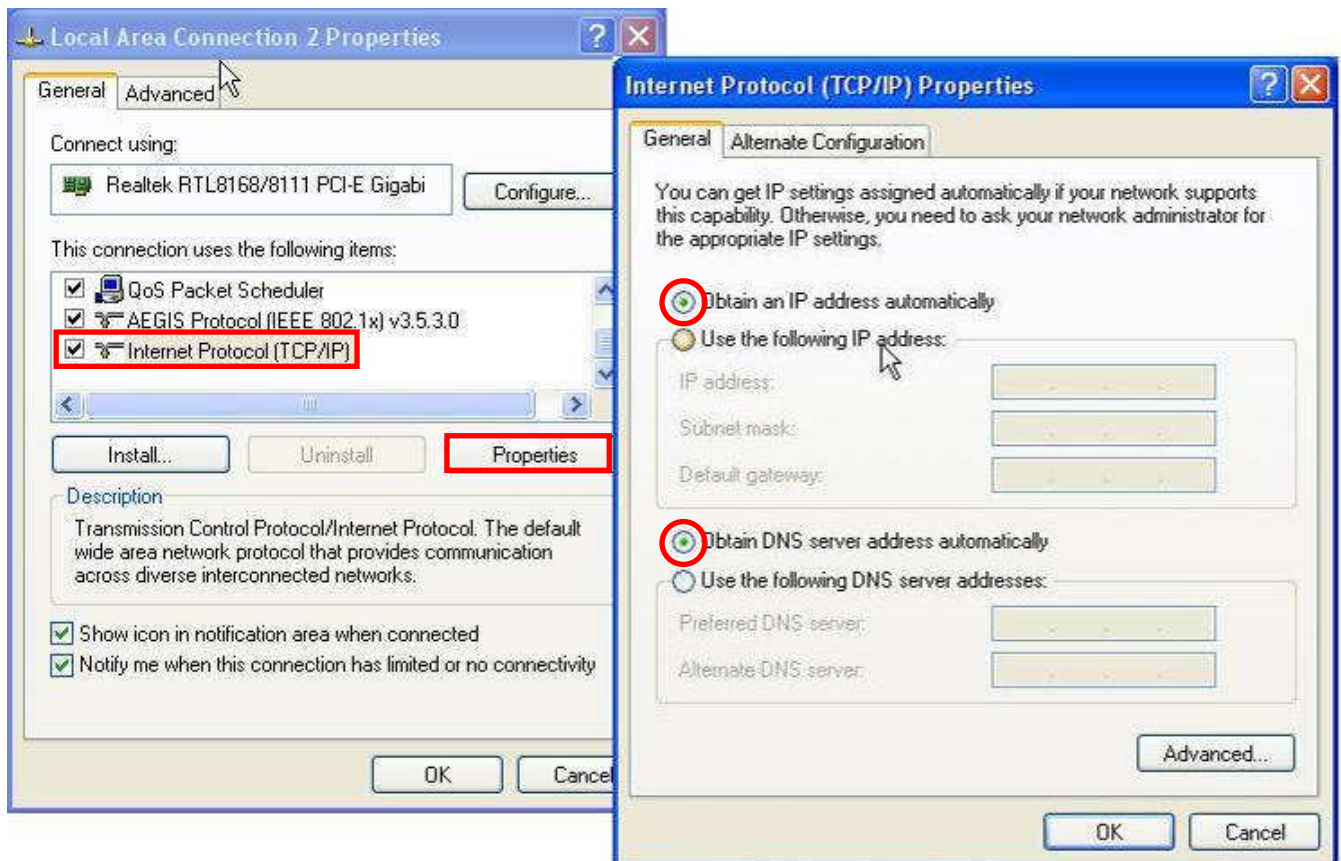 Local Area Connection 2 Properties
General
Advanced
Connect using:
Realtek RTL8168/8111 PCI-E Gigabi
Configure...
This connection uses the following items:
QoS Packet Scheduler
AEGIS Protocol (IEEE 802.1x) v3.5.3.0
Internet Protocol (TCP/IP)
Install...
Uninstall
Properties
Description
Transmission Control Protocol/Internet Protocol. The default
wide area network protocol that provides communication
across diverse interconnected networks.
Show icon in notification area when connected
Notify me when this connection has limited or no connectivity
OK
Cancel
Internet Protocol (TCP/IP) Properties
General
Alternate Configuration
You can get IP settings assigned automatically if your network supports
this capability. Otherwise, you need to ask your network administrator for
the appropriate IP settings.
Obtain an IP address automatically
Use the following IP address:
IP address:
Subnet mask:
Default gateway:
Obtain DNS server address automatically
Use the following DNS server addresses:
Preferred DNS server:
Alternate DNS server:
Advanced...
OK
Cancel